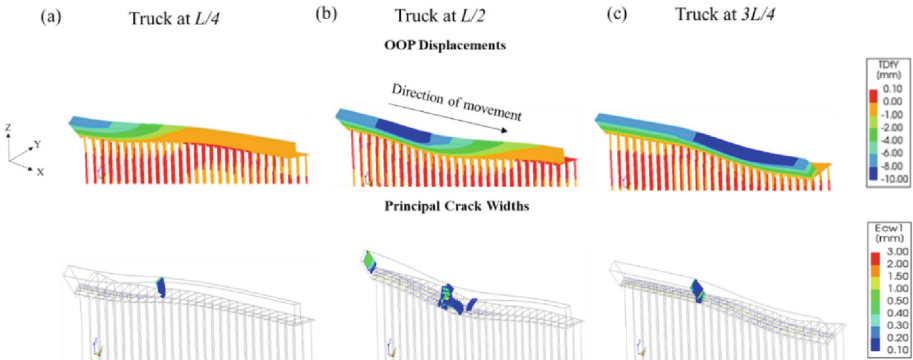 (a) Truck at L/4 (b) Truck at L/2 (c) Truck at 3L/4
OOP Displacements
Direction of movement
Z
Y
X
TDtY
(mm)
0.10
0.00
-2.00
-4.00
-6.00
-8.00
-10.00
Principal Crack Widths
Ecw1
(mm)
3.00
2.00
1.50
1.00
0.50
0.40
0.30
0.20
0.10